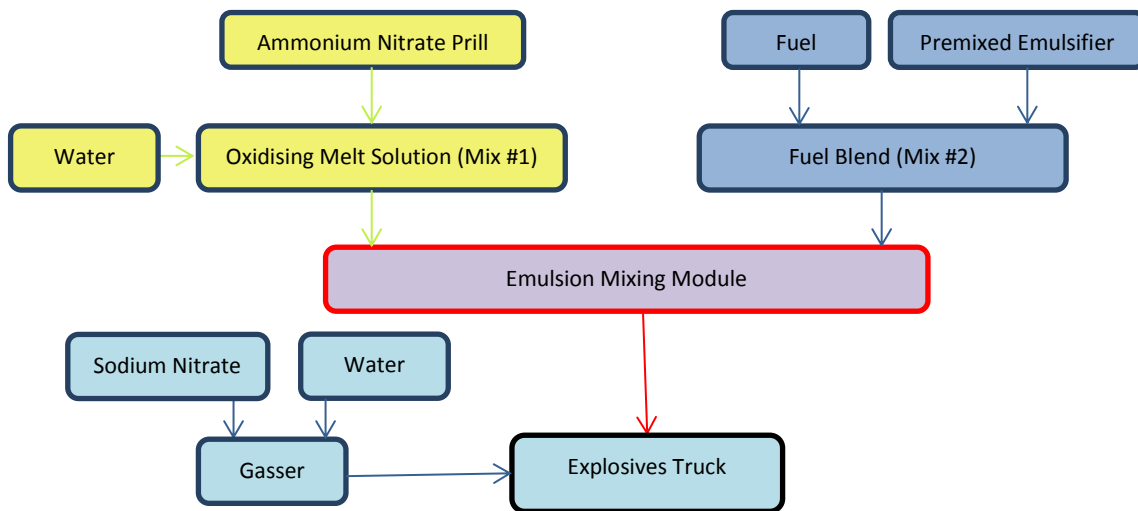 Ammonium Nitrate Prill
Fuel
Premixed Emulsifier
Water
Oxidising Melt Solution (Mix #1)
Fuel Blend (Mix #2)
Emulsion Mixing Module
Sodium Nitrate
Water
Gasser
Explosives Truck